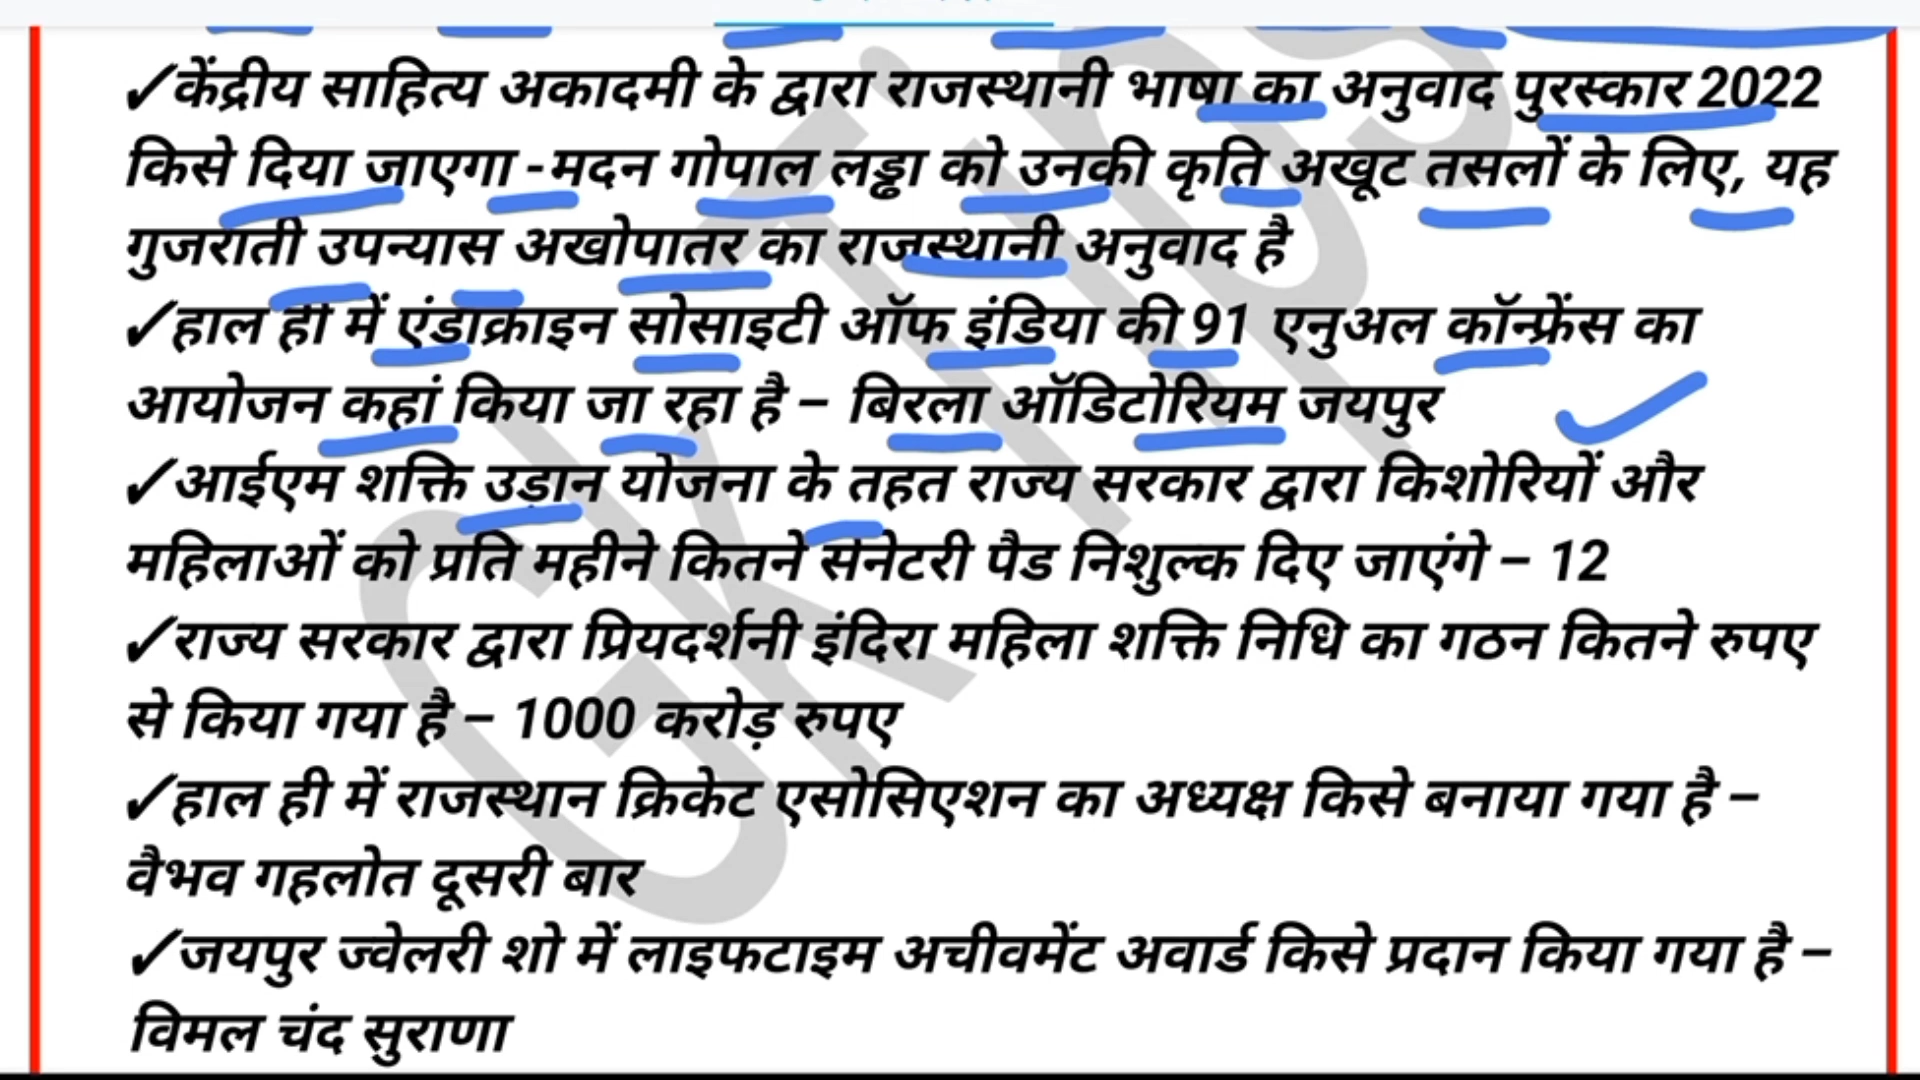 ✓केंद्रीय साहित्य अकादमी के द्वारा राजस्थानी भाषा का अनुवाद पुरस्कार 2022
किसे दिया जाएगा -मदन गोपाल लढ्ढा को उनकी कृति अखूट तसलों के लिए, यह
गुजराती उपन्यास अखोपातर का राजस्थानी अनुवाद है
✓हाल ही में एंडोक्राइन सोसाइटी ऑफ इंडिया की 91 एनुअल कॉन्फ्रेंस का
आयोजन कहां किया जा रहा है – बिरला ऑडिटोरियम जयपुर
✓आईएम शक्ति उड़ान योजना के तहत राज्य सरकार द्वारा किशोरियों और
महिलाओं को प्रति महीने कितने सेनेटरी पैड निशुल्क दिए जाएंगे – 12
✓राज्य सरकार द्वारा प्रियदर्शनी इंदिरा महिला शक्ति निधि का गठन कितने रुपए
से किया गया है – 1000 करोड़ रुपए
✓हाल ही में राजस्थान क्रिकेट एसोसिएशन का अध्यक्ष किसे बनाया गया है –
वैभव गहलोत दूसरी बार
✓जयपुर ज्वेलरी शो में लाइफटाइम अचीवमेंट अवार्ड किसे प्रदान किया गया है –
विमल चंद सुराणा